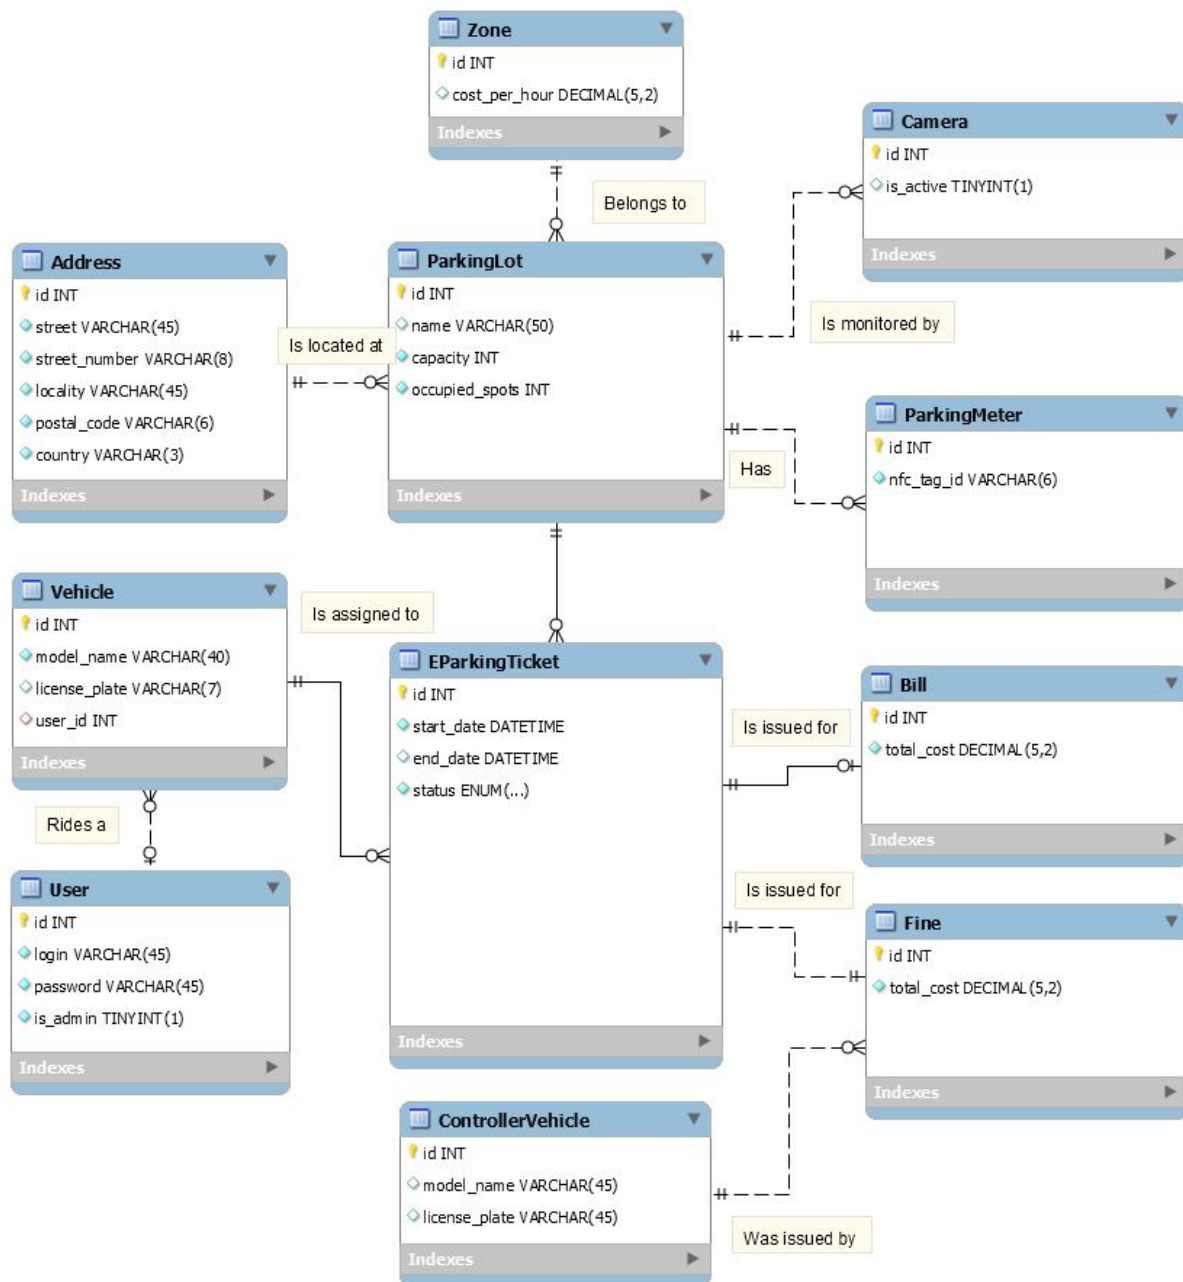 Zone
id INT
cost_per_hour DECIMAL(5,2)
Indexes
Belongs to
Camera
id INT
is_active TINYINT(1)
Indexes
Address
id INT
street VARCHAR(45)
street_number VARCHAR(8)
locality VARCHAR(45)
postal_code VARCHAR(6)
country VARCHAR(3)
Indexes
Is located at
ParkingLot
id INT
name VARCHAR(50)
capacity INT
occupied_spots INT
Indexes
Is monitored by
Has
ParkingMeter
id INT
nfc_tag_id VARCHAR(6)
Indexes
Vehicle
id INT
model_name VARCHAR(40)
license_plate VARCHAR(7)
user_id INT
Indexes
Is assigned to
EParkingTicket
id INT
start_date DATETIME
end_date DATETIME
status ENUM(...)
Indexes
Is issued for
Bill
id INT
total_cost DECIMAL(5,2)
Indexes
Rides a
User
id INT
login VARCHAR(45)
password VARCHAR(45)
is_admin TINYINT(1)
Indexes
Is issued for
Fine
id INT
total_cost DECIMAL(5,2)
Indexes
ControllerVehicle
id INT
model_name VARCHAR(45)
license_plate VARCHAR(45)
Indexes
Was issued by